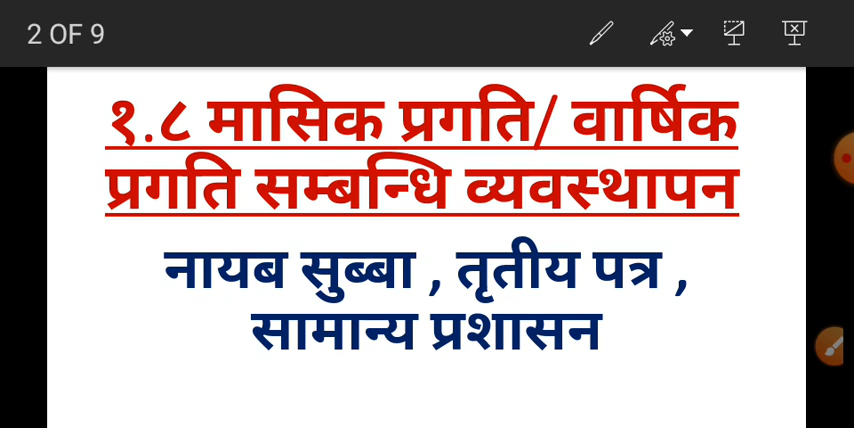 2 OF 9
१.८ मासिक प्रगति/ वार्षिक
प्रगति सम्बन्धि व्यवस्थापन
नायब सुब्बा , तृतीय पत्र ,
सामान्य प्रशासन